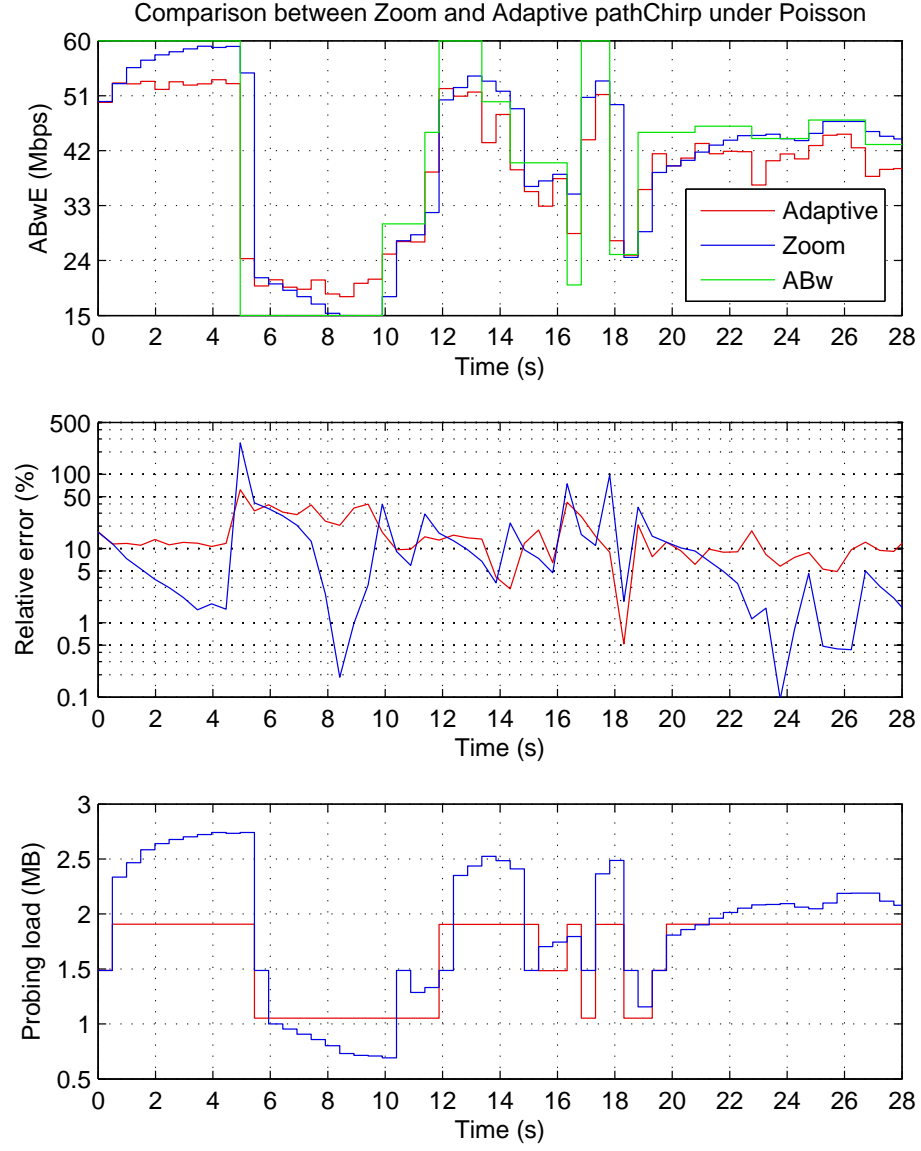 Comparison between Zoom and Adaptive pathChirp under Poisson
60
51
42
33
24
15
ABwE (Mbps)
Adaptive
Zoom
ABw
0 2 4 6 8 10 12 14 16 18 20 22 24 26 28
Time (s)
500
100
50
10
5
1
0.5
0.1
Relative error (%)
0 2 4 6 8 10 12 14 16 18 20 22 24 26 28
Time (s)
3
2.5
2
1.5
1
0.5
Probing load (MB)
0 2 4 6 8 10 12 14 16 18 20 22 24 26 28
Time (s)